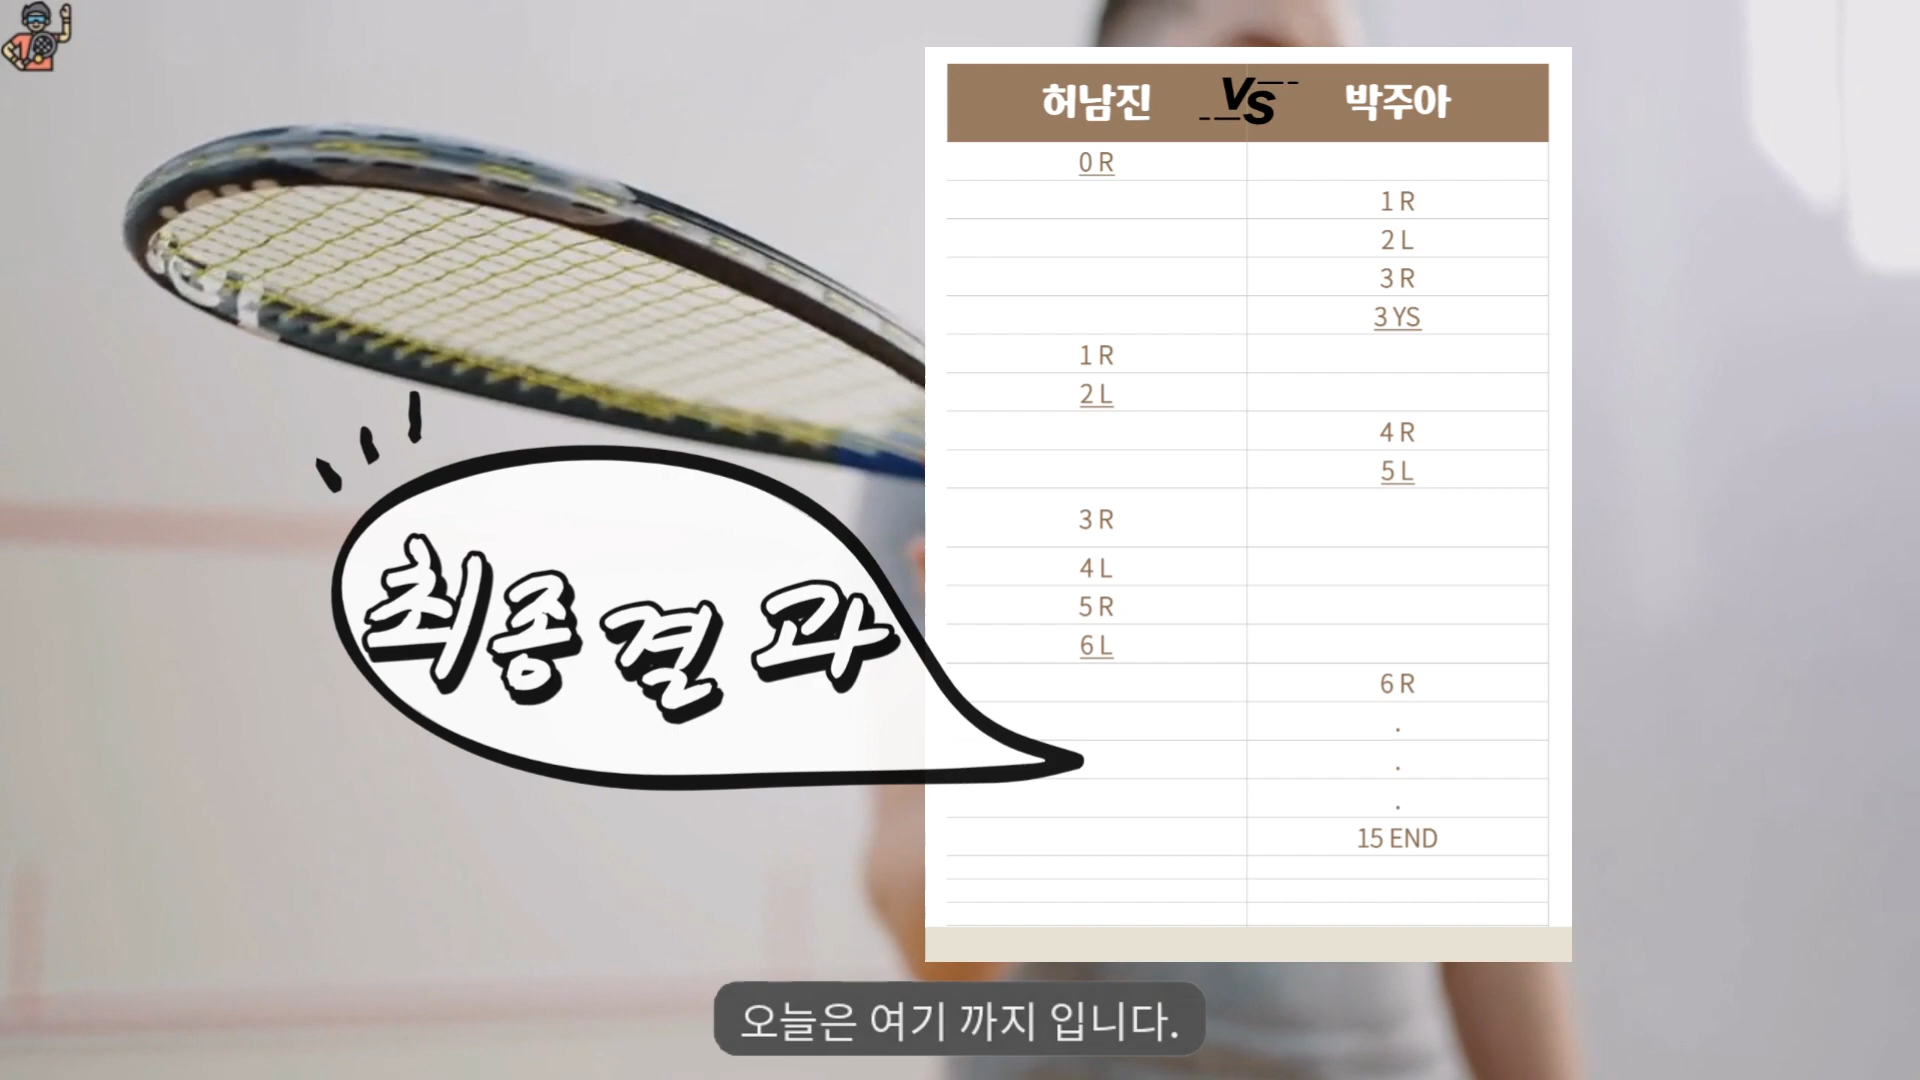 허남진 VS 박주아
0 R
1 R
2 L
3 R
3 YS
1 R
2 L
4 R
5 L
3 R
4 L
5 R
6 L
6 R
.
.
.
15 END
최종결과
오늘은 여기 까지 입니다.